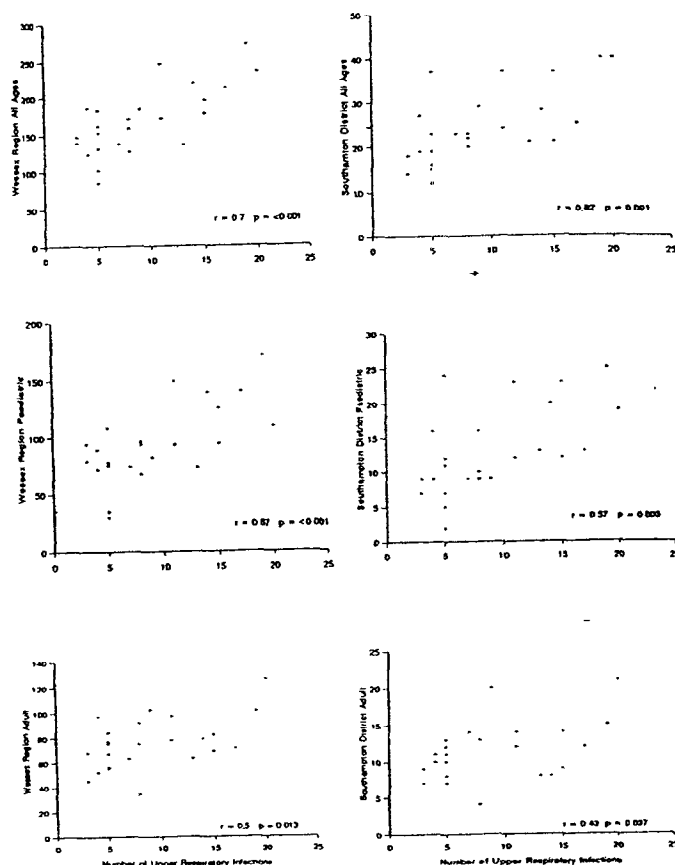 Wessex Region All Ages
300
250
200
150
100
50
0
0 5 10 15 20 25
r = 0.7 p = <0.001
Southampton District All Ages
50
40
30
20
10
0
0 5 10 15 20 25
p = 0.001
Wessex Region Paediatric
200
150
100
50
0
0 5 10 15 20 25
r = 0.67 p = <0.001
Southampton District Paediatric
30
25
20
15
10
5
0
0 5 10 15 20 25
r = 0.57
Wessex Region Adult
140
120
100
80
60
40
20
0
0 5 10 15 20 25
r = 0.5 p = 0.013
Number of Upper Respiratory Infections
Southampton District Adult
25
20
15
10
5
0
0 5 10 15 20 25
r = 0.43 p = 0.037
Number of Upper Respiratory Infections